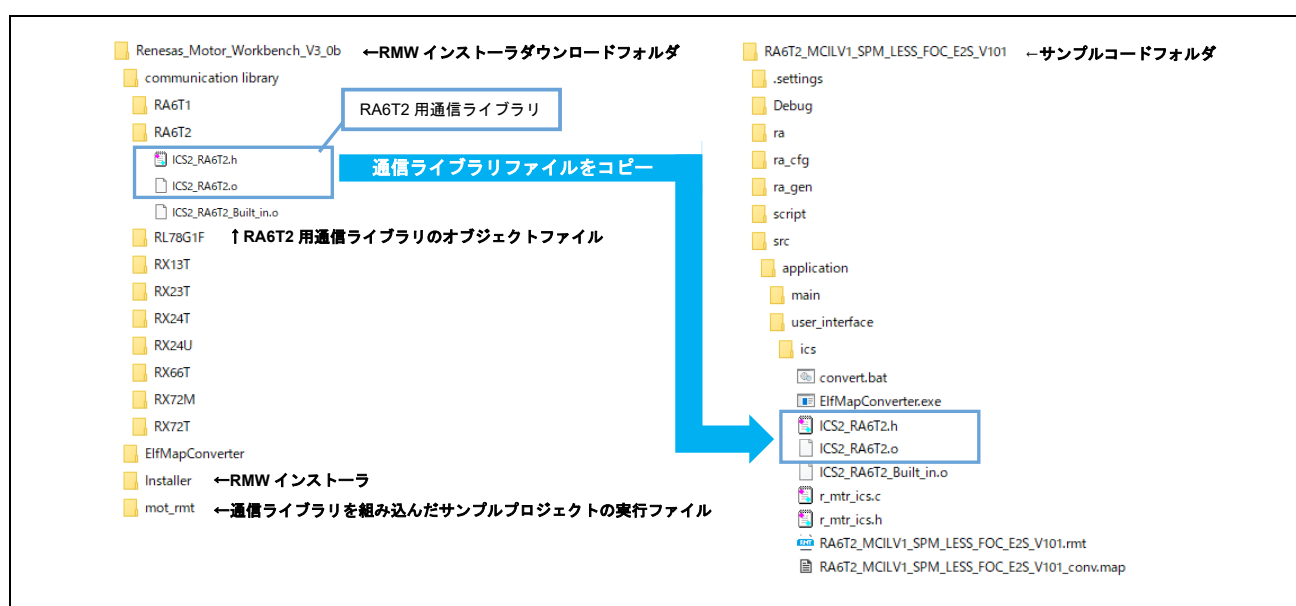 Renesas_Motor_Workbench_V3_0b ←RMW インストーラダウンロードフォルダ
communication library
RA6T1
RA6T2
RA6T2 用通信ライブラリ
ICS2_RA6T2.h
ICS2_RA6T2.o
ICS2_RA6T2_Built_in.o
通信ライブラリファイルをコピー
RL78G1F ↑RA6T2 用通信ライブラリのオブジェクトファイル
RX13T
RX23T
RX24T
RX24U
RX66T
RX72M
RX72T
ElfMapConverter
Installer ←RMW インストーラ
mot_rmt ←通信ライブラリを組み込んだサンプルプロジェクトの実行ファイル
RA6T2_MCILV1_SPM_LESS_FOC_E2S_V101 ←サンプルコードフォルダ
.settings
Debug
ra
ra_cfg
ra_gen
script
src
application
main
user_interface
ics
convert.bat
ElfMapConverter.exe
ICS2_RA6T2.h
ICS2_RA6T2.o
ICS2_RA6T2_Built_in.o
r_mtr_ics.c
r_mtr_ics.h
RMT RA6T2_MCILV1_SPM_LESS_FOC_E2S_V101.rmt
RA6T2_MCILV1_SPM_LESS_FOC_E2S_V101_conv.map